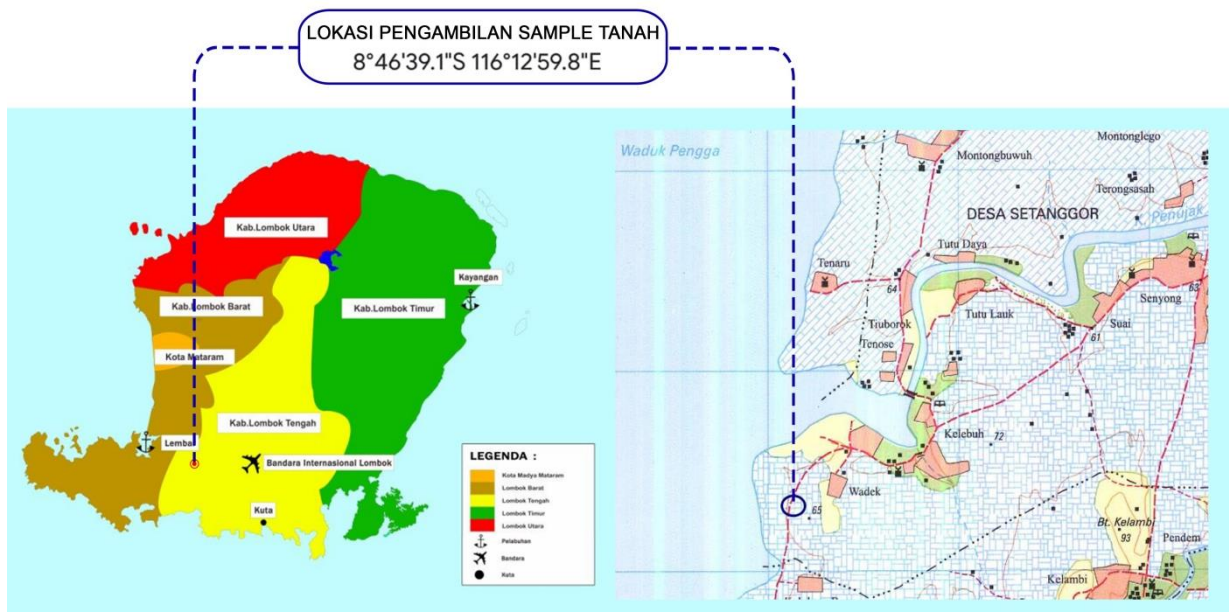 LOKASI PENGAMBILAN SAMPLE TANAH
8°46'39.1"S 116°12'59.8"E
Kab.Lombok Utara
Kayangan
Kab.Lombok Barat
Kab.Lombok Timur
Kota Mataram
Kab.Lombok Tengah
Lembar
Bandara Internasional Lombok
Kuta
LEGENDA :
Kota Madya Mataram
Lombok Barat
Lombok Tengah
Lombok Timur
Lombok Utara
Pelabuhan
Bandara
Kuta
Waduk Pengga
Montongbuwuh
Montonglego
Terongsasah
DESA SETANGGOR
K. Penujak
Tutu Daya
Tenaru
64
Senyong
63
Tutu Lauk
Suai
61
Truborok
Tenose
Kelebuh
72
Wadek
65
Bt. Kelambi
93
Pendem
Kelambi